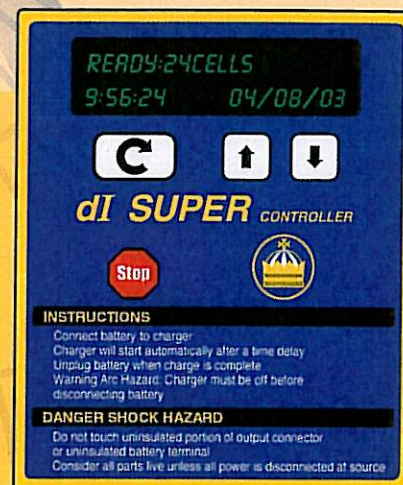 READY:24CELLS
9:56:24 04/08/03
dI SUPER CONTROLLER
Stop
INSTRUCTIONS
Connect battery to charger
Charger will start automatically after a time delay
Unplug battery when charge is complete
Warning Arc Hazard: Charger must be off before
disconnecting battery
DANGER SHOCK HAZARD
Do not touch uninsulated portion of output connector
or uninsulated battery terminal
Consider all parts live unless all power is disconnected at source